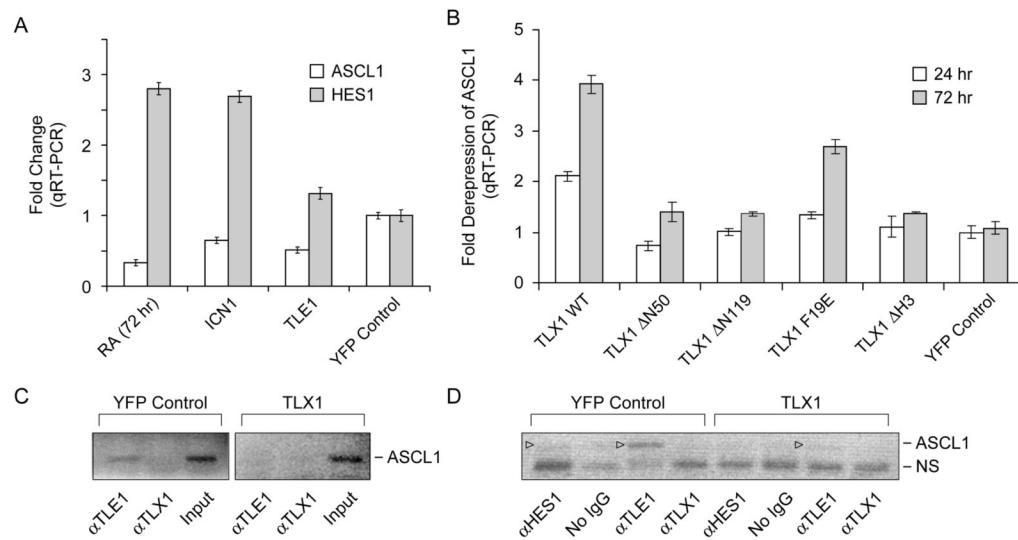 A
Fold Change
(qRT-PCR)
3
2
1
0
ASCL1
HES1
RA (72 hr)
ICN1
TLE1
YFP Control
B
Fold Derepression of ASCL1
(qRT-PCR)
5
4
3
2
1
0
24 hr
72 hr
TLX1 WT
TLX1 ΔN50
TLX1 ΔN119
TLX1 F19E
TLX1 ΔH3
YFP Control
C
YFP Control
TLX1
ASCL1
αTLE1
αTLX1
Input
αTLE1
αTLX1
Input
D
YFP Control
TLX1
ASCL1
NS
αHES1
No IgG
αTLE1
αTLX1
αHES1
No IgG
αTLE1
αTLX1